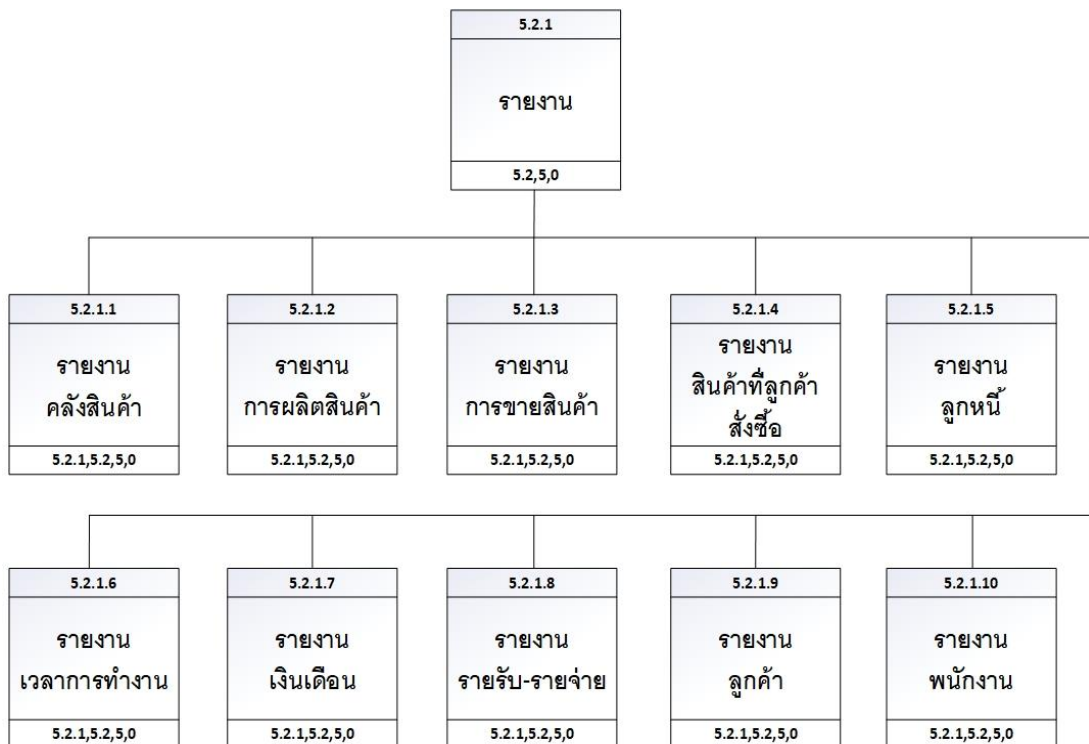 5.2.1
รายงาน
5.2,5,0
5.2.1.1
รายงาน
คลังสินค้า
5.2.1,5.2,5,0
5.2.1.2
รายงาน
การผลิตสินค้า
5.2.1,5.2,5,0
5.2.1.3
รายงาน
การขายสินค้า
5.2.1,5.2,5,0
5.2.1.4
รายงาน
สินค้าที่ลูกค้า
สั่งซื้อ
5.2.1,5.2,5,0
5.2.1.5
รายงาน
ลูกหนี้
5.2.1,5.2,5,0
5.2.1.6
รายงาน
เวลาการทำงาน
5.2.1,5.2,5,0
5.2.1.7
รายงาน
เงินเดือน
5.2.1,5.2,5,0
5.2.1.8
รายงาน
รายรับ-รายจ่าย
5.2.1,5.2,5,0
5.2.1.9
รายงาน
ลูกค้า
5.2.1,5.2,5,0
5.2.1.10
รายงาน
พนักงาน
5.2.1,5.2,5,0